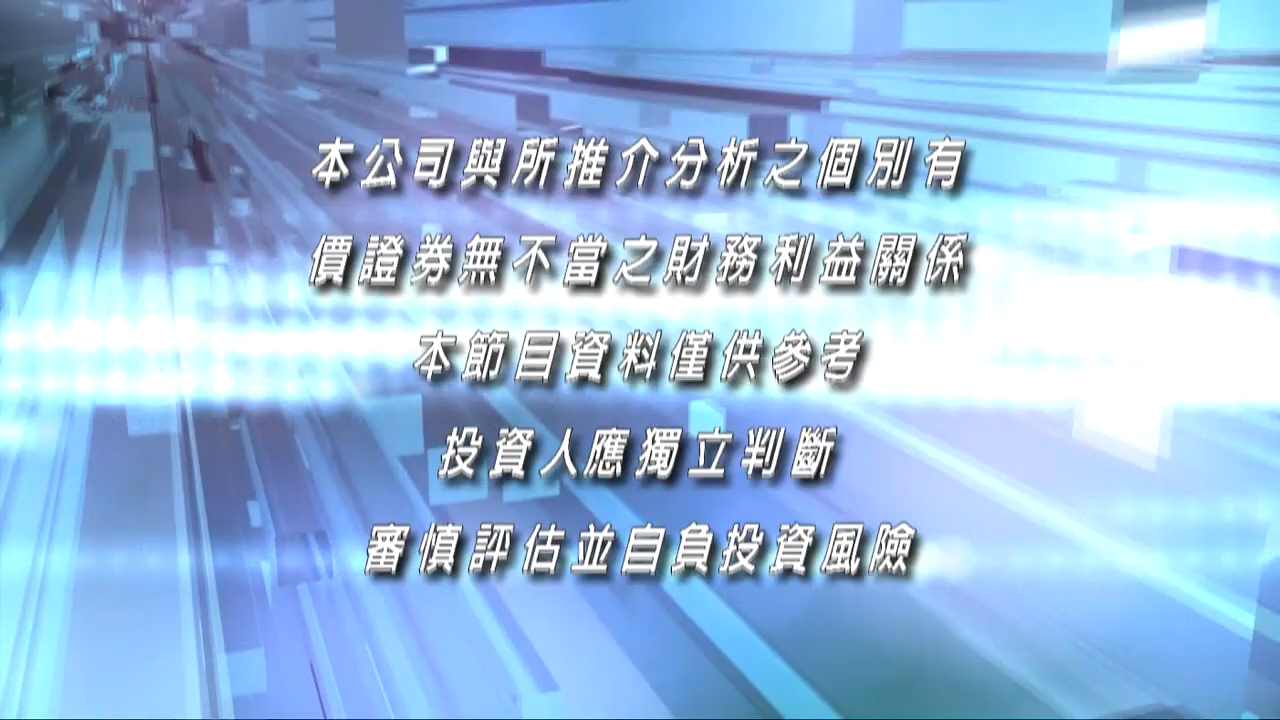 本公司與所推介分析之個別有
價證券無不當之財務利益關係
本節目資料僅供參考
投資人應獨立判斷
審慎評估並自負投資風險